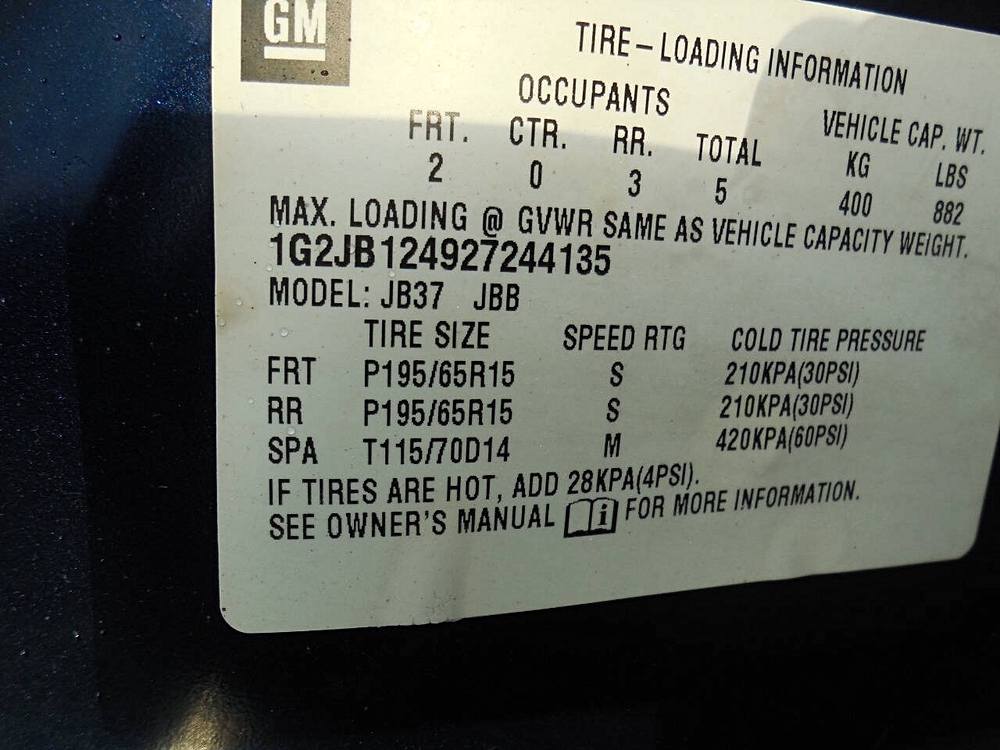 GM
TIRE-LOADING INFORMATION
OCCUPANTS VEHICLE CAP. WT.
FRT. CTR. RR. TOTAL KG LBS
2 0 3 5 400 882
MAX. LOADING @ GVWR SAME AS VEHICLE CAPACITY WEIGHT.
1G2JB124927244135
MODEL: JB37 JBB
TIRE SIZE SPEED RTG COLD TIRE PRESSURE
FRT P195/65R15 S 210KPA(30PSI)
RR P195/65R15 S 210KPA(30PSI)
SPA T115/70D14 M 420KPA(60PSI)
IF TIRES ARE HOT, ADD 28KPA(4PSI).
SEE OWNER'S MANUAL i FOR MORE INFORMATION.